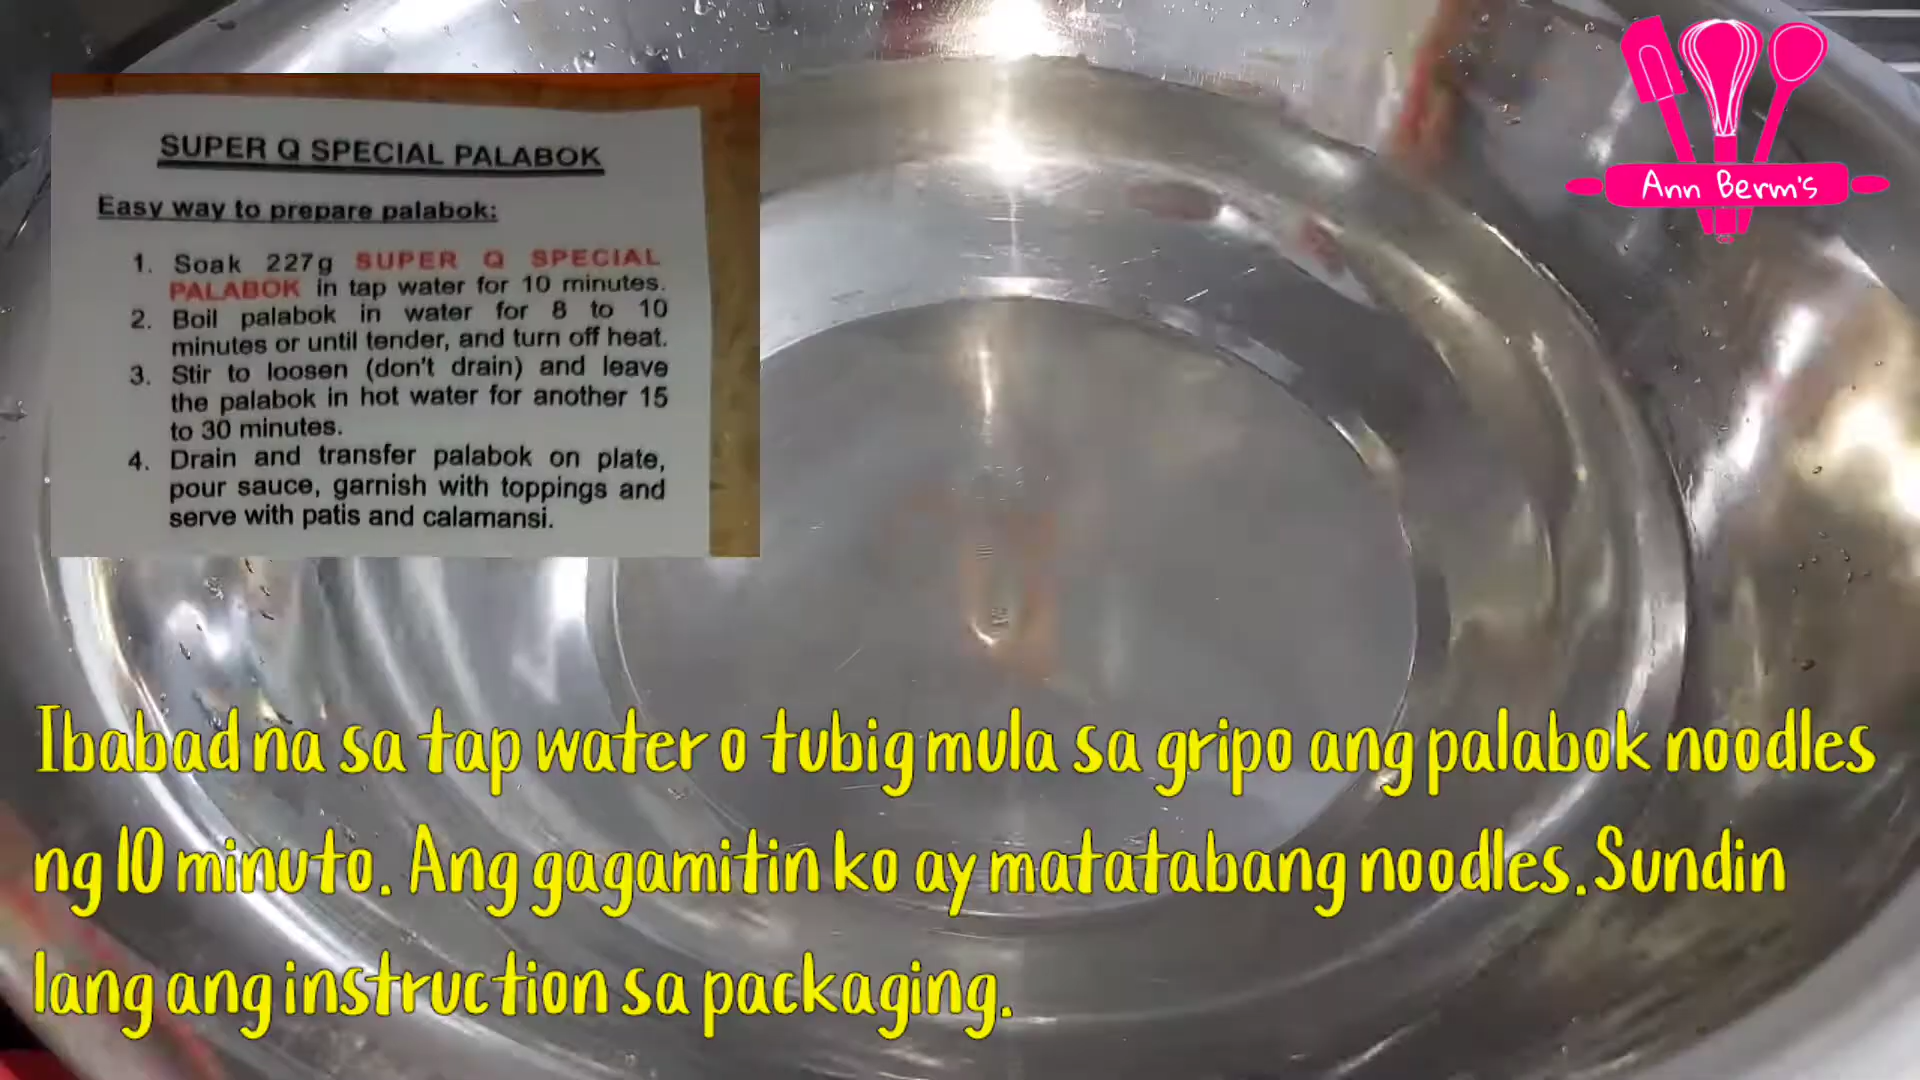 SUPER Q SPECIAL PALABOK
Easy way to prepare palabok:
1. Soak 227g SUPER Q SPECIAL
PALABOK in tap water for 10 minutes.
2. Boil palabok in water for 8 to 10
minutes or until tender, and turn off heat.
3. Stir to loosen (don't drain) and leave
the palabok in hot water for another 15
to 30 minutes.
4. Drain and transfer palabok on plate,
pour sauce, garnish with toppings and
serve with patis and calamansi.
Ann Berm's
Ibabad na sa tap water o tubig mula sa gripo ang palabok noodles
ng 10 minuto. Ang gagamitin ko ay matatabang noodles. Sundin
lang ang instruction sa packaging.